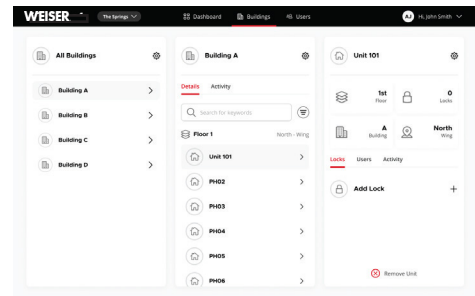 WEISER
The Springs
Dashboard
Buildings
Users
AJ
Hi, John Smith
All Buildings
Building A
Building B
Building C
Building D
Building A
Details
Activity
Search for keywords
Floor 1
North - Wing
Unit 101
PH02
PH03
PH04
PH05
PH06
Unit 101
1st
Floor
0
Locks
A
Building
North
Wing
Locks
Users
Activity
Add Lock
Remove Unit